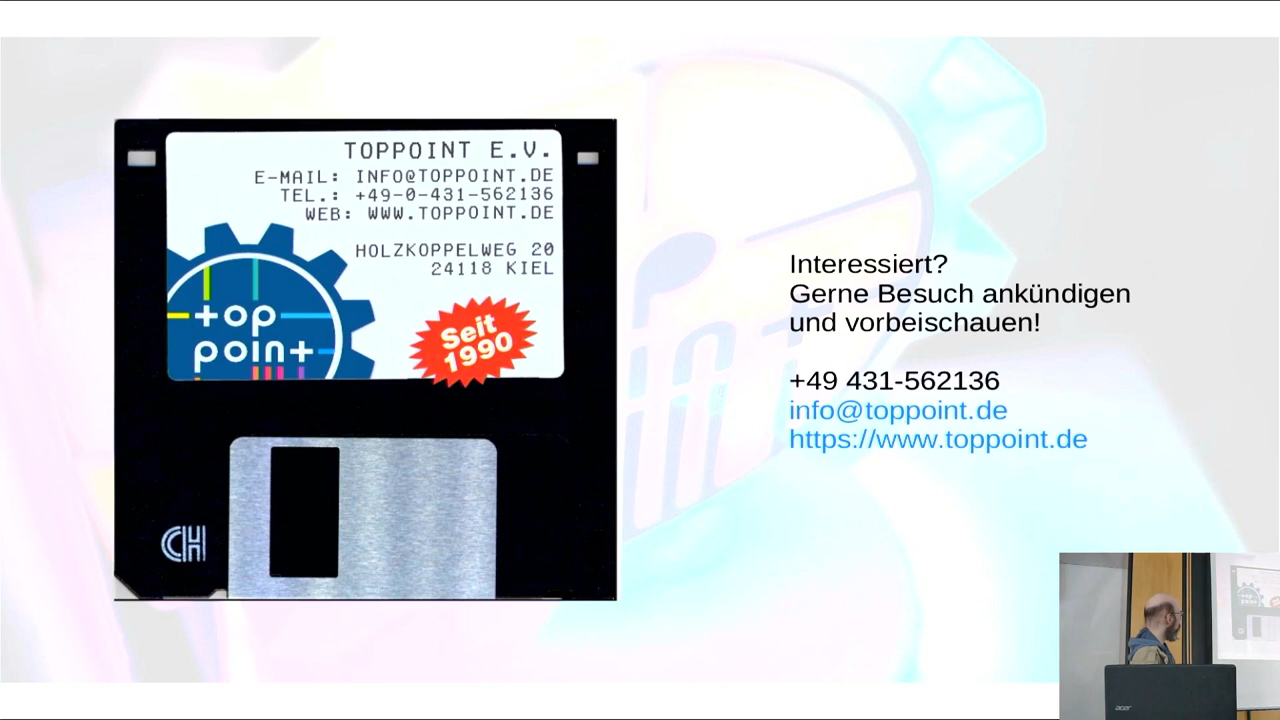 TOPPOINT E.V.
E-MAIL: INFO@TOPPOINT.DE
TEL.: +49-0-431-562136
WEB: WWW.TOPPOINT.DE
HOLZKOPPELWEG 20
24118 KIEL
top
point
Seit
1990
CH
Interessiert?
Gerne Besuch ankündigen
und vorbeischauen!
+49 431-562136
info@toppoint.de
https://www.toppoint.de
acer